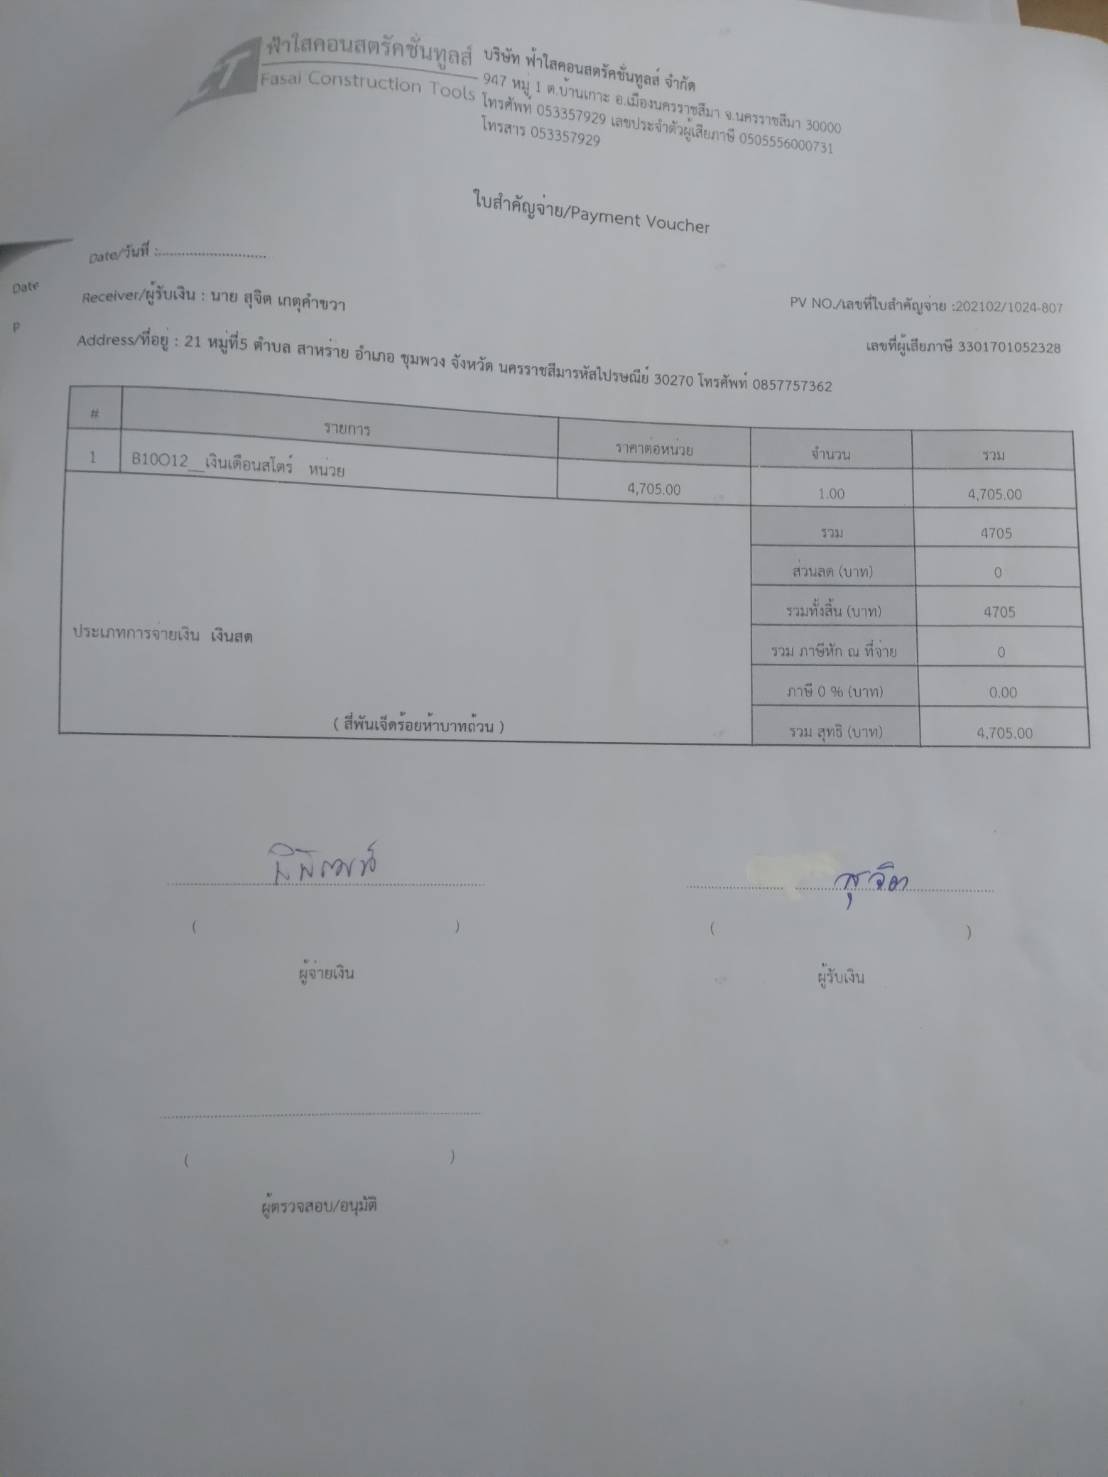 ฟ้าใสคอนสตรัคชั่นทูลส์
Fasai Construction Tools
บริษัท ฟ้าใสคอนสตรัคชั่นทูลส์ จำกัด
947 หมู่ 1 ต.บ้านเกาะ อ.เมืองนครราชสีมา จ.นครราชสีมา 30000
โทรศัพท์ 053357929 เลขประจำตัวผู้เสียภาษี 0505556000731
โทรสาร 053357929
ใบสำคัญจ่าย/Payment Voucher
Date/วันที่ :
Date
Receiver/ผู้รับเงิน : นาย สุจิต เกตุคำขวา
PV NO./เลขที่ใบสำคัญจ่าย :202102/1024-807
P
Address/ที่อยู่ : 21 หมู่ที่5 ตำบล สาหร่าย อำเภอ ชุมพวง จังหวัด นครราชสีมารหัสไปรษณีย์ 30270 โทรศัพท์ 0857757362
เลขที่ผู้เสียภาษี 3301701052328
# รายการ ราคาต่อหน่วย จำนวน รวม
1 B10O12__เงินเดือนสโตร์ หน่วย 4,705.00 1.00 4,705.00
รวม 4705
ส่วนลด (บาท) 0
รวมทั้งสิ้น (บาท) 4705
ประเภทการจ่ายเงิน เงินสด
รวม ภาษีหัก ณ ที่จ่าย 0
ภาษี 0 % (บาท) 0.00
( สี่พันเจ็ดร้อยห้าบาทถ้วน )
รวม สุทธิ (บาท) 4,705.00
สุจิต
( ) ( )
ผู้จ่ายเงิน ผู้รับเงิน
( )
ผู้ตรวจสอบ/อนุมัติ